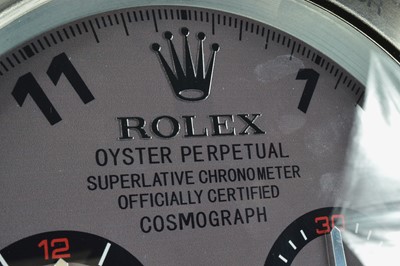 11
1
ROLEX
OYSTER PERPETUAL
SUPERLATIVE CHRONOMETER
OFFICIALLY CERTIFIED
COSMOGRAPH
12
30